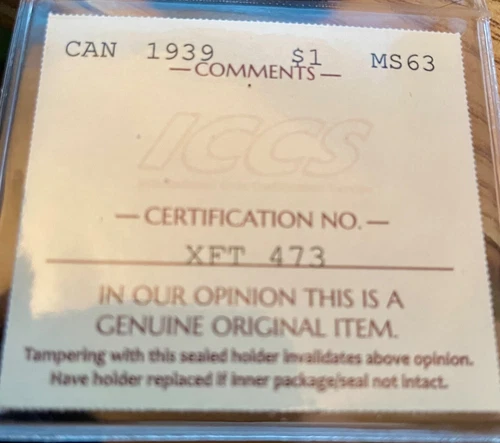 CAN 1939 $1 MS63
— COMMENTS —
ICCS
— CERTIFICATION NO. —
XFT 473
IN OUR OPINION THIS IS A
GENUINE ORIGINAL ITEM.
Tampering with this sealed holder invalidates above opinion.
Have holder replaced if inner package/seal not intact.